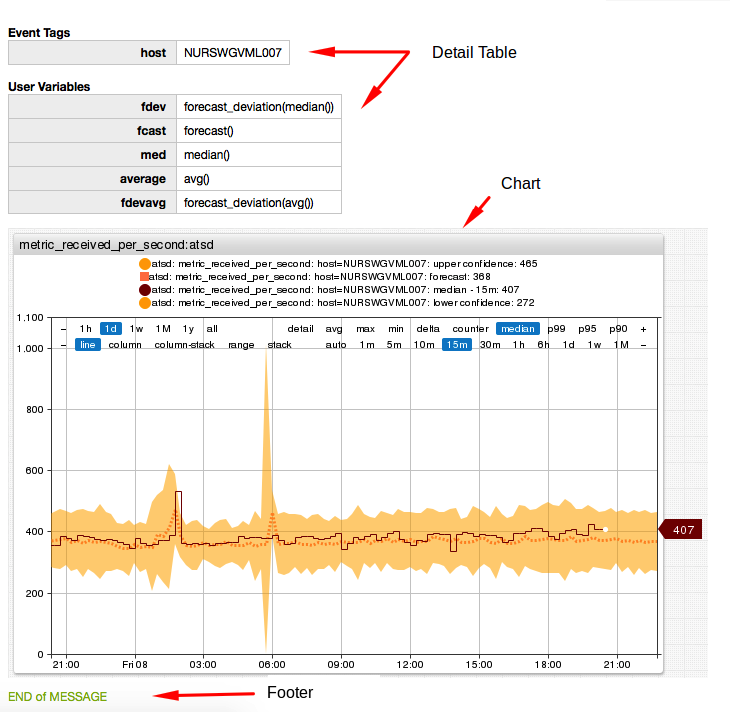 Event Tags
host NURSWGVML007
Detail Table
User Variables
fdev forecast_deviation(median())
fcast forecast()
med median()
average avg()
fdevavg forecast_deviation(avg())
Chart
metric_received_per_second:atsd
atsd: metric_received_per_second: host=NURSWGVML007: upper confidence: 465
atsd: metric_received_per_second: host=NURSWGVML007: forecast: 368
atsd: metric_received_per_second: host=NURSWGVML007: median - 15m: 407
atsd: metric_received_per_second: host=NURSWGVML007: lower confidence: 272
1.100
– 1h 1d 1w 1M 1y all detail avg max min delta counter median p99 p95 p90 +
– line column column-stack range stack auto 1m 5m 10m 15m 30m 1h 6h 1d 1w 1M –
1.000
800
600
400
407
200
0
21:00 Fri 08 03:00 06:00 09:00 12:00 15:00 18:00 21:00
END of MESSAGE
Footer